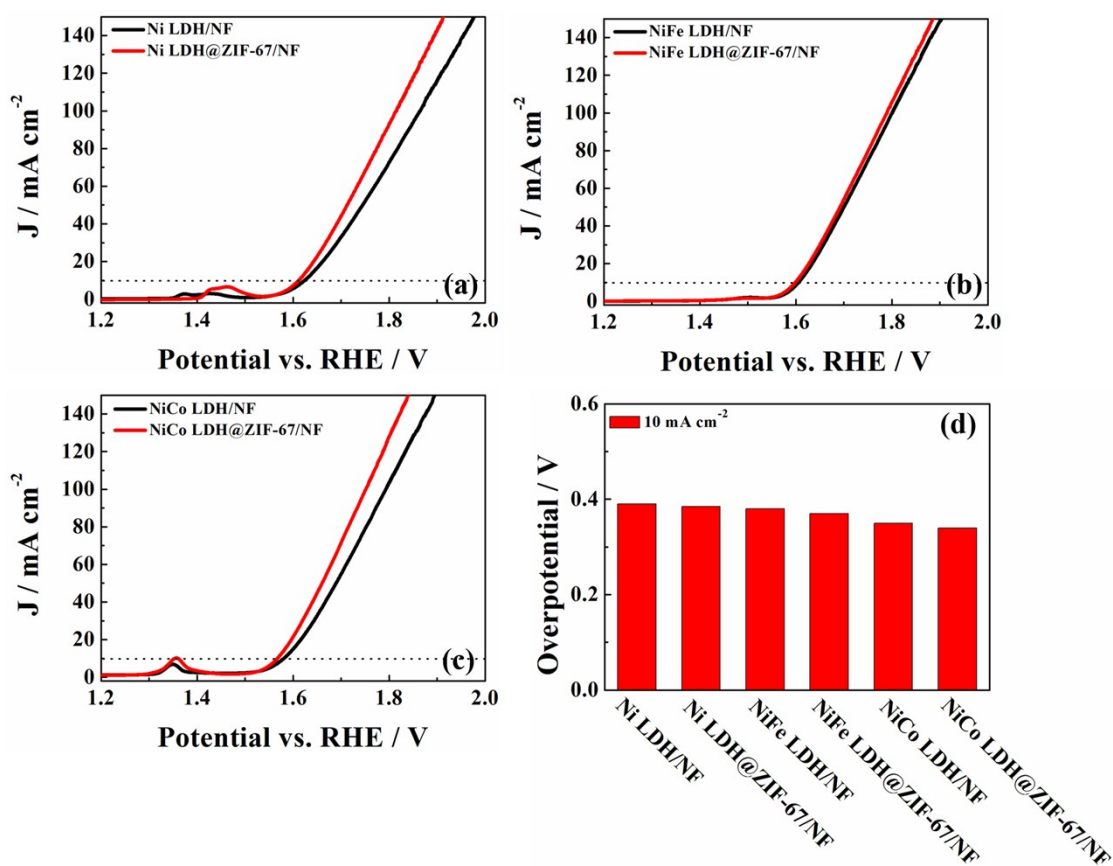 Ni LDH/NF
Ni LDH@ZIF-67/NF
J / mA cm⁻²
140
120
100
80
60
40
20
0
(a)
1.2 1.4 1.6 1.8 2.0
Potential vs. RHE / V
NiFe LDH/NF
NiFe LDH@ZIF-67/NF
J / mA cm⁻²
140
120
100
80
60
40
20
0
(b)
1.2 1.4 1.6 1.8 2.0
Potential vs. RHE / V
NiCo LDH/NF
NiCo LDH@ZIF-67/NF
J / mA cm⁻²
140
120
100
80
60
40
20
0
(c)
1.2 1.4 1.6 1.8 2.0
Potential vs. RHE / V
10 mA cm⁻²
(d)
Overpotential / V
0.6
0.4
0.2
0.0
Ni LDH/NF
Ni LDH@ZIF-67/NF
NiFe LDH/NF
NiFe LDH@ZIF-67/NF
NiCo LDH/NF
NiCo LDH@ZIF-67/NF